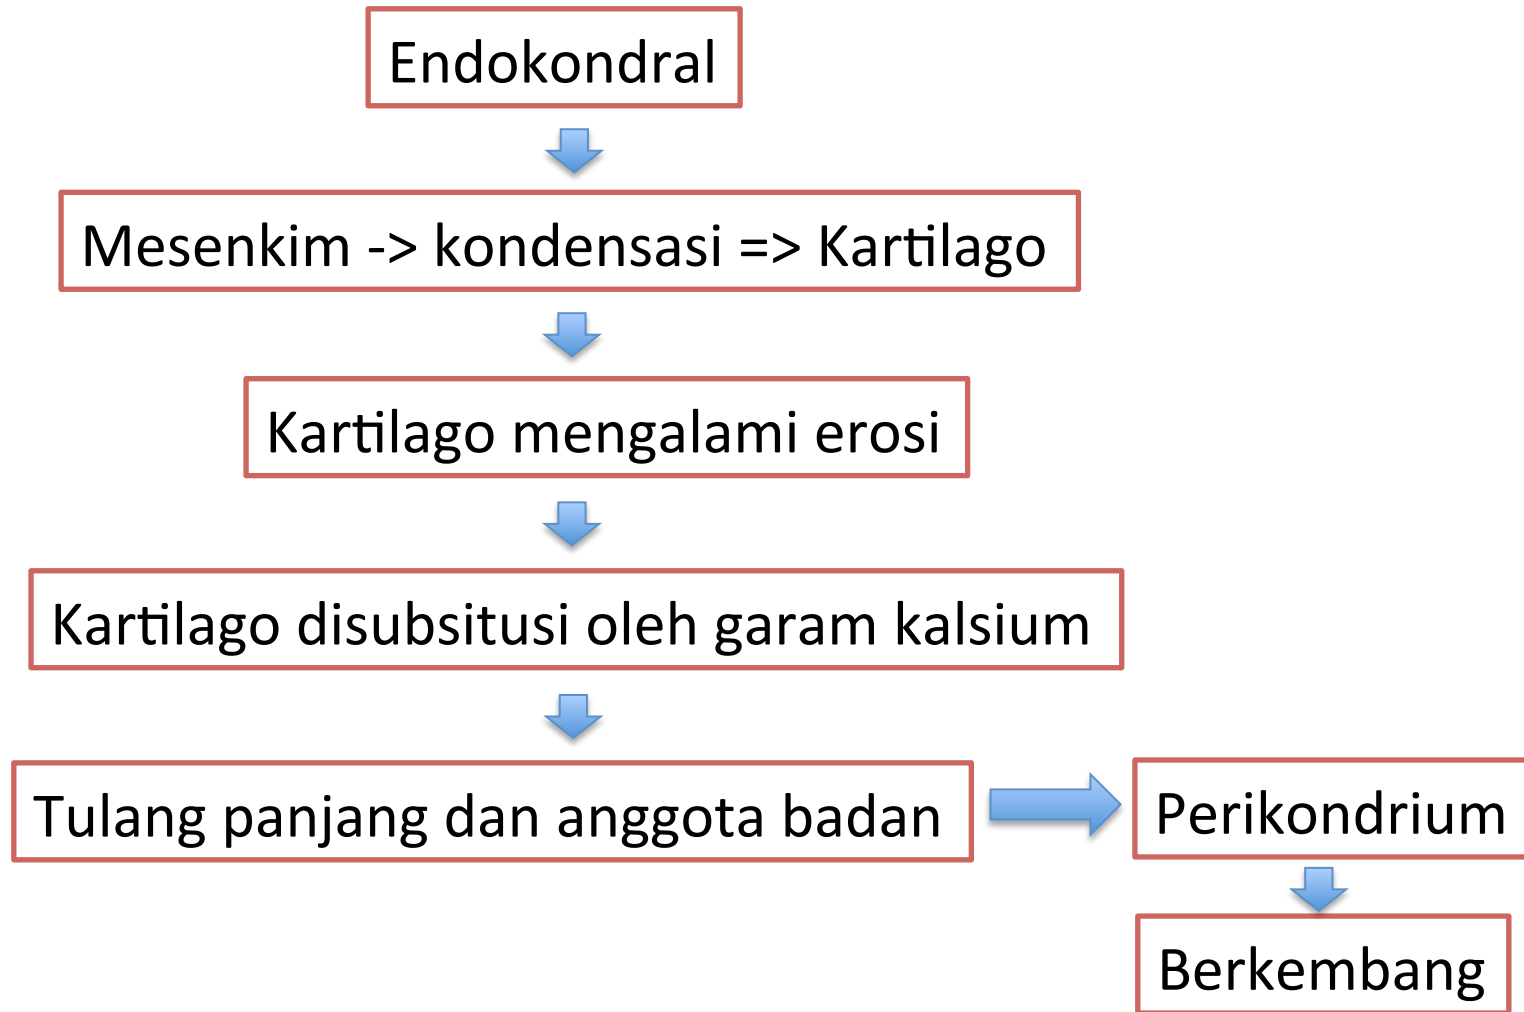 Endokondral
Mesenkim -> kondensasi => Kartilago
Kartilago mengalami erosi
Kartilago disubsitusi oleh garam kalsium
Tulang panjang dan anggota badan
Perikondrium
Berkembang